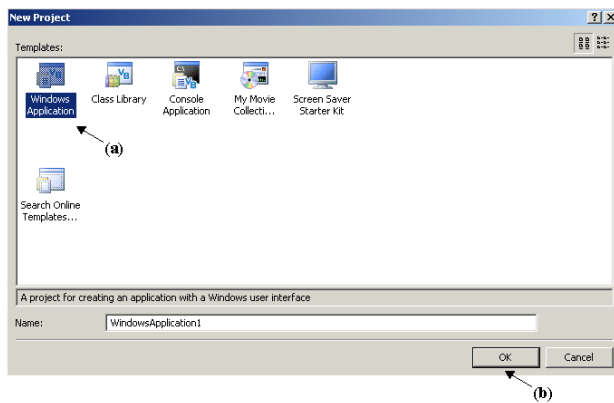 New Project
Templates:
Windows Application
Class Library
Console Application
My Movie Collecti...
Screen Saver Starter Kit
(a)
Search Online Templates...
A project for creating an application with a Windows user interface
Name: WindowsApplication1
OK Cancel
(b)